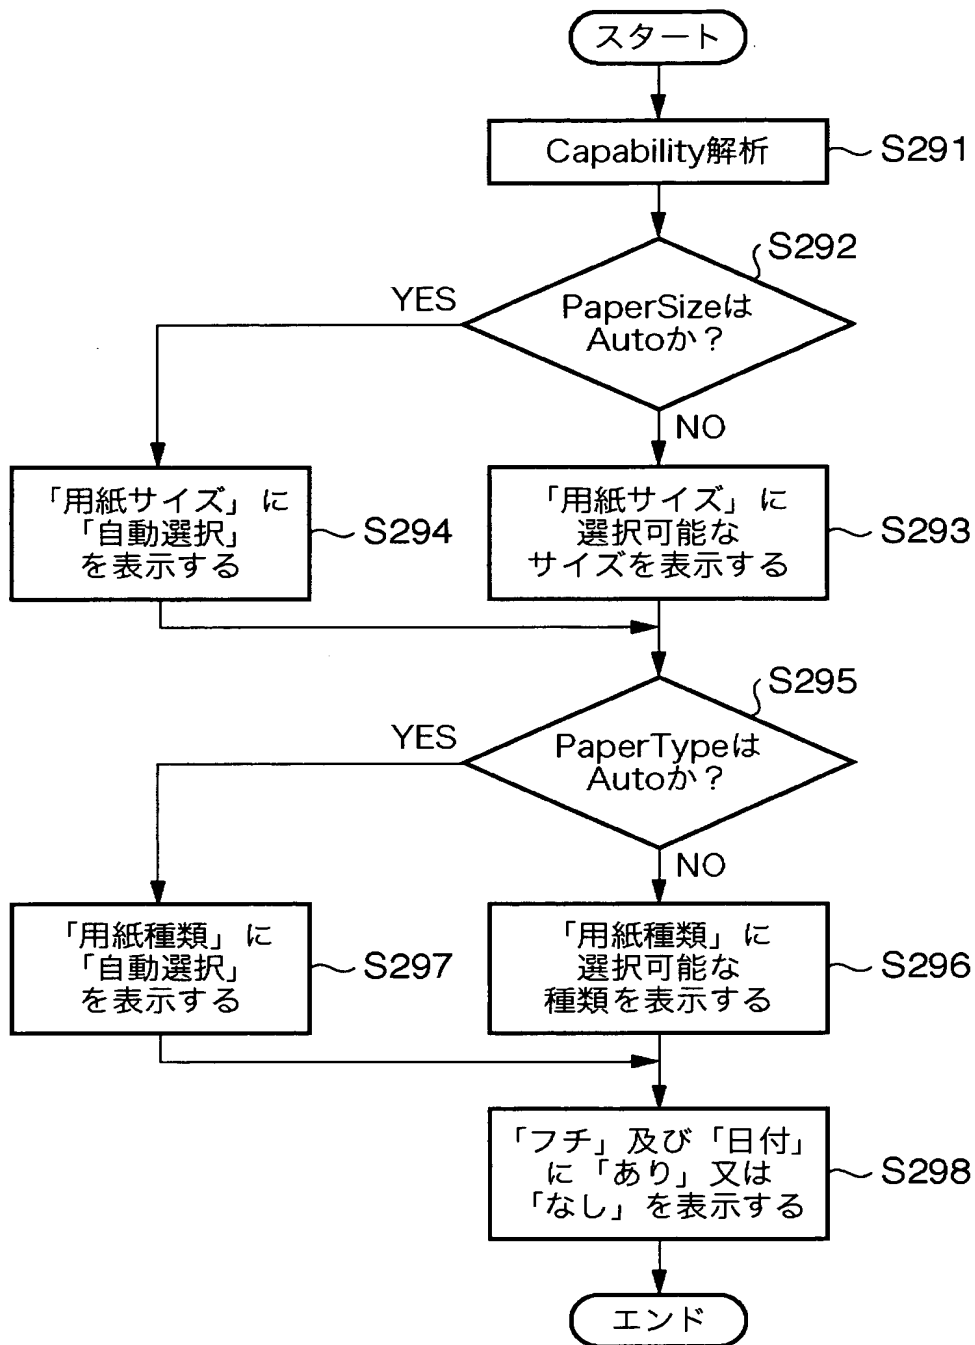 スタート
Capability解析
S291
S292
PaperSizeは
Autoか？
YES
NO
「用紙サイズ」に
「自動選択」
を表示する
S294
「用紙サイズ」に
選択可能な
サイズを表示する
S293
S295
PaperTypeは
Autoか？
YES
NO
「用紙種類」に
「自動選択」
を表示する
S297
「用紙種類」に
選択可能な
種類を表示する
S296
「フチ」及び「日付」
に「あり」又は
「なし」を表示する
S298
エンド